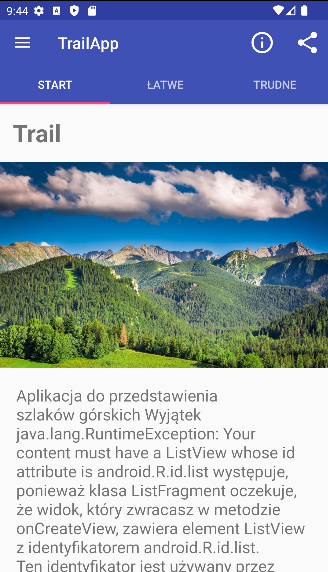 9:44
TrailApp
START ŁATWE TRUDNE
Trail
Aplikacja do przedstawienia
szlaków górskich Wyjątek
java.lang.RuntimeException: Your
content must have a ListView whose id
attribute is android.R.id.list występuje,
ponieważ klasa ListFragment oczekuje,
że widok, który zwracasz w metodzie
onCreateView, zawiera element ListView
z identyfikatorem android.R.id.list.
Ten identyfikator jest używany przez